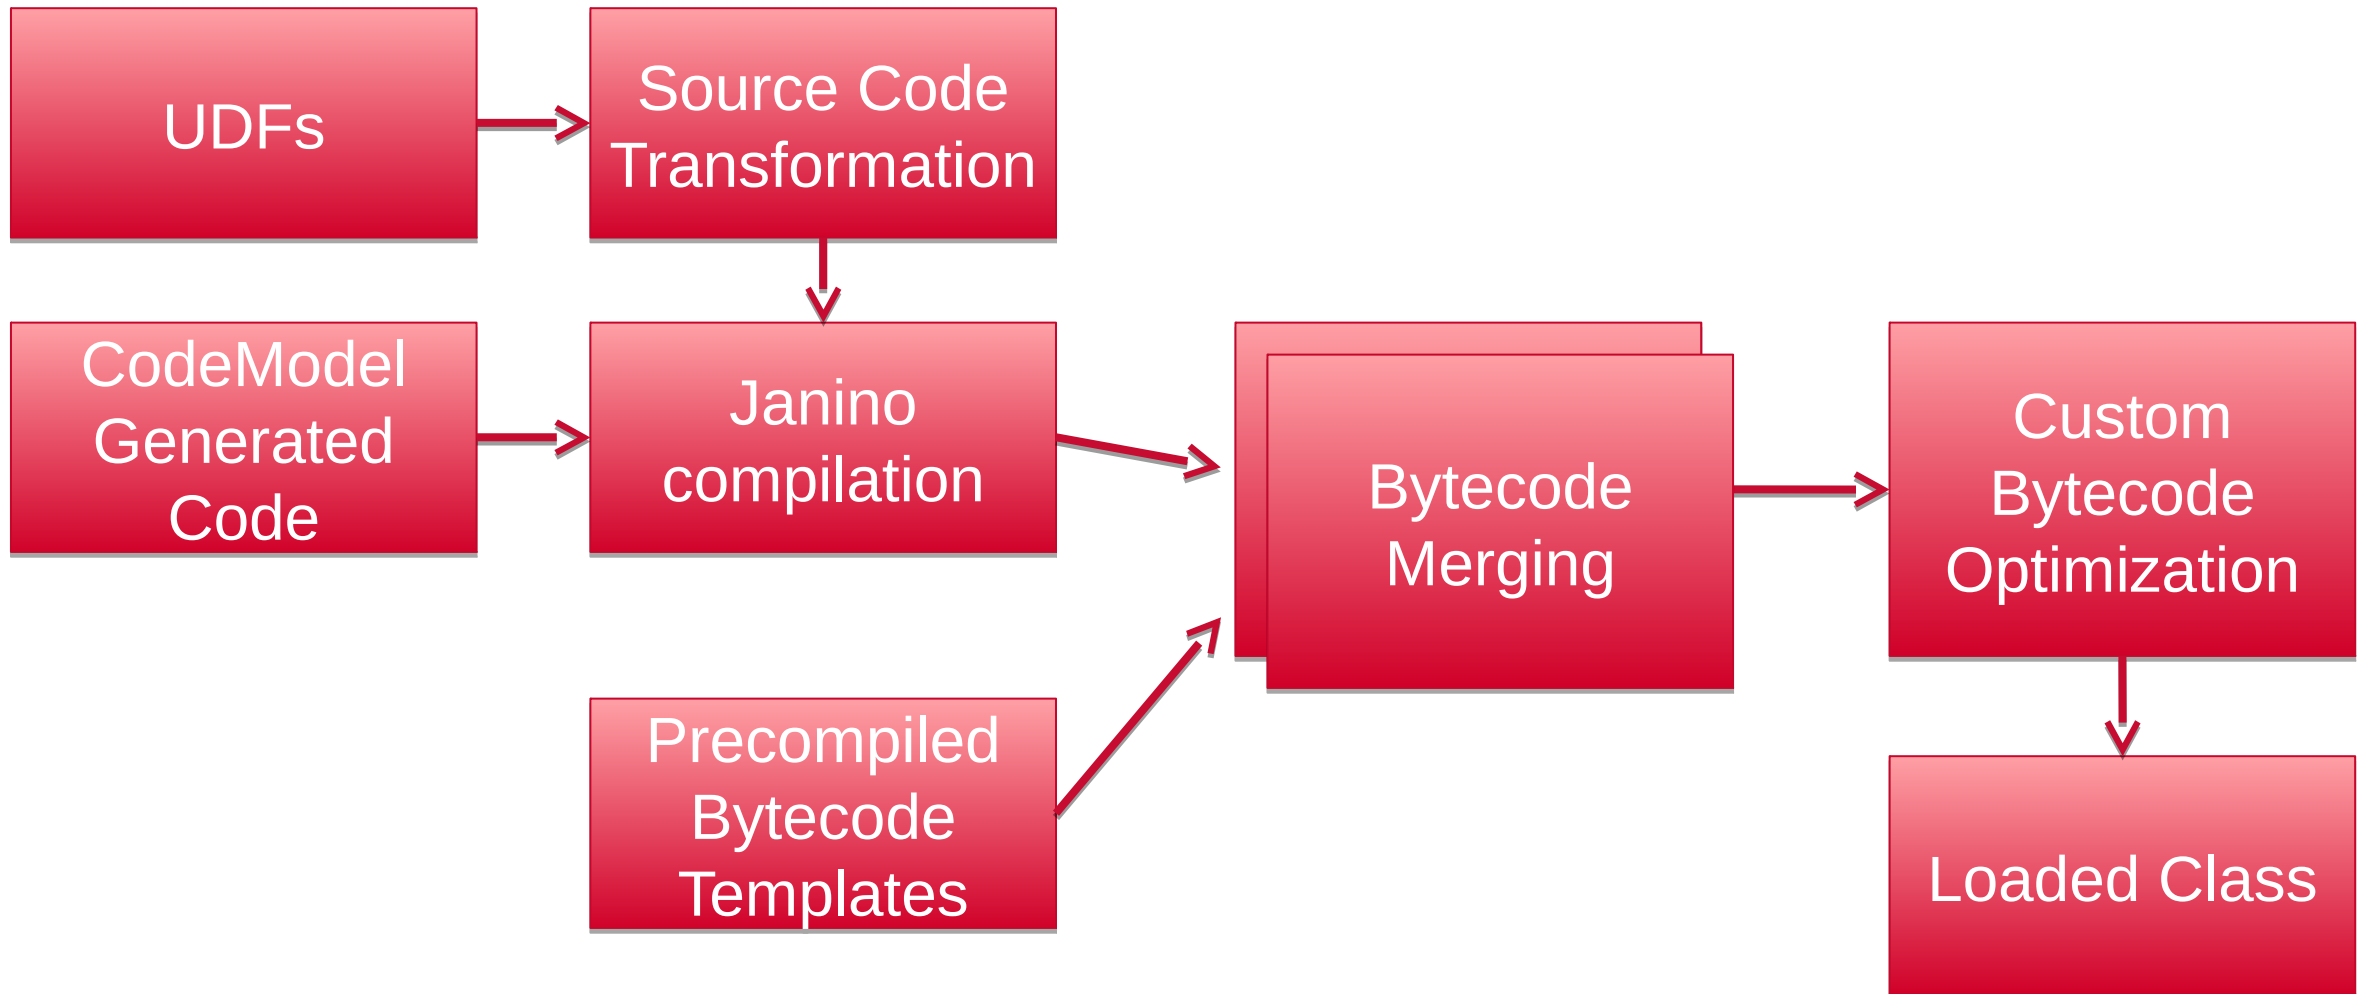 UDFs
Source Code
Transformation
CodeModel
Generated
Code
Janino
compilation
Bytecode
Merging
Custom
Bytecode
Optimization
Precompiled
Bytecode
Templates
Loaded Class